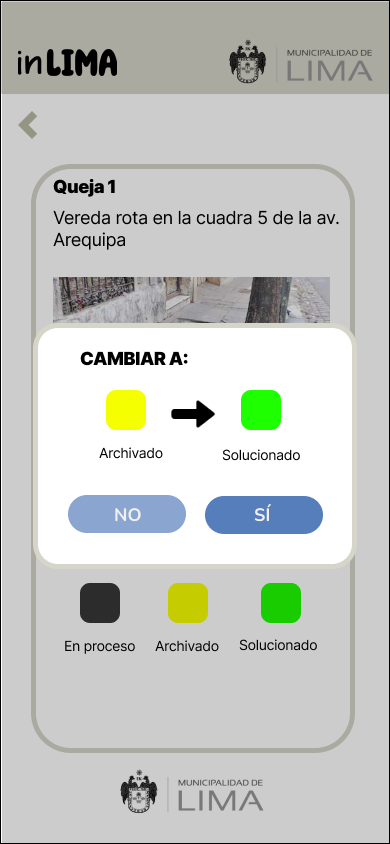 inLIMA
MUNICIPALIDAD DE
LIMA
Queja 1
Vereda rota en la cuadra 5 de la av.
Arequipa
CAMBIAR A:
Archivado
Solucionado
NO
SÍ
En proceso
Archivado
Solucionado
MUNICIPALIDAD DE
LIMA